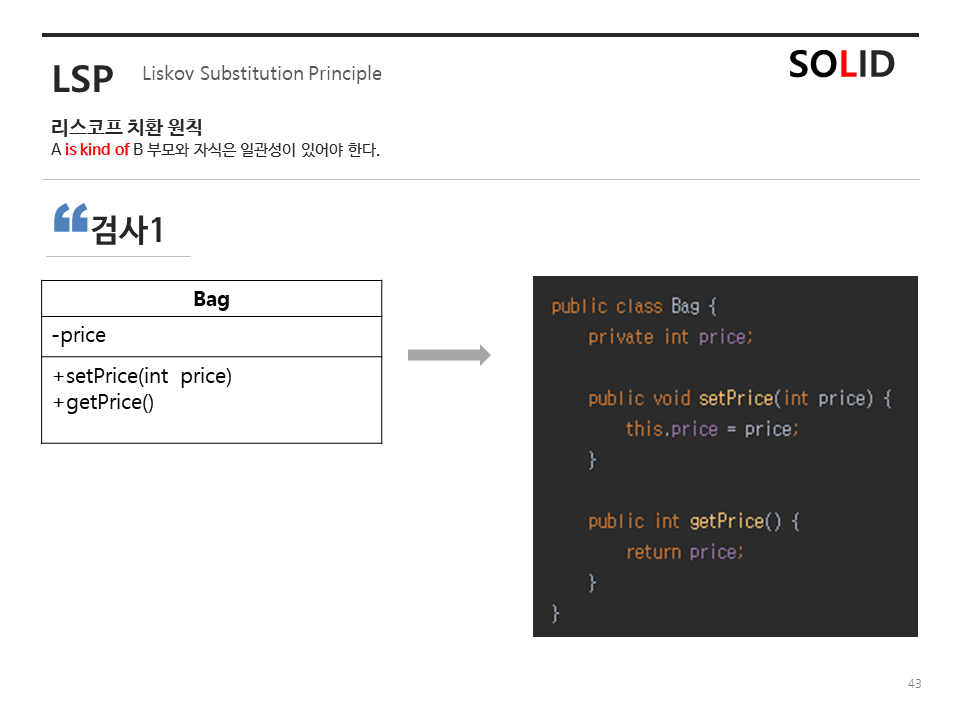 LSP
Liskov Substitution Principle
SOLID
리스코프 치환 원칙
A is kind of B 부모와 자식은 일관성이 있어야 한다.
“검사1
Bag
-price
+setPrice(int price)
+getPrice()
public class Bag {
private int price;
public void setPrice(int price) {
this.price = price;
}
public int getPrice() {
return price;
}
}
43